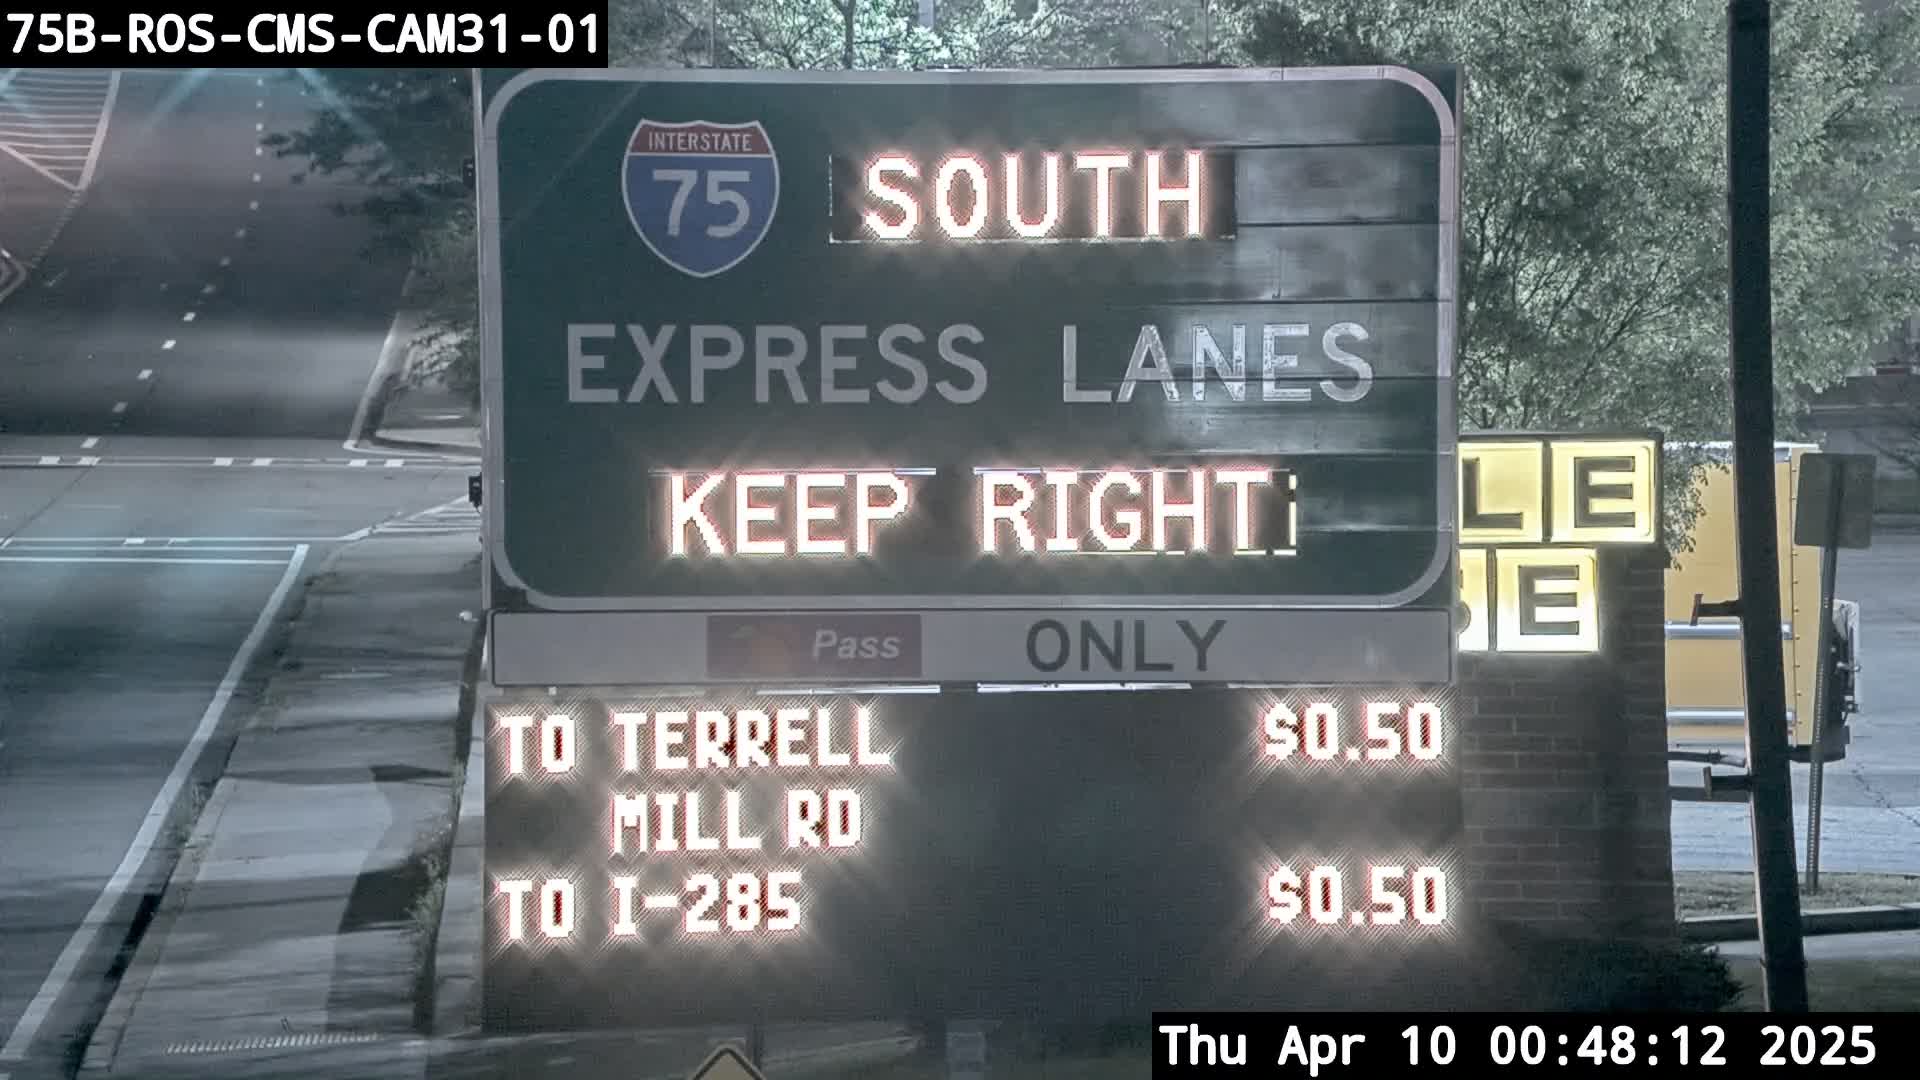 75B-ROS-CMS-CAM31-01
INTERSTATE
75
SOUTH
EXPRESS LANES
KEEP RIGHT
Pass ONLY
TO TERRELL $0.50
MILL RD
TO I-285 $0.50
LE
E
Thu Apr 10 00:48:12 2025